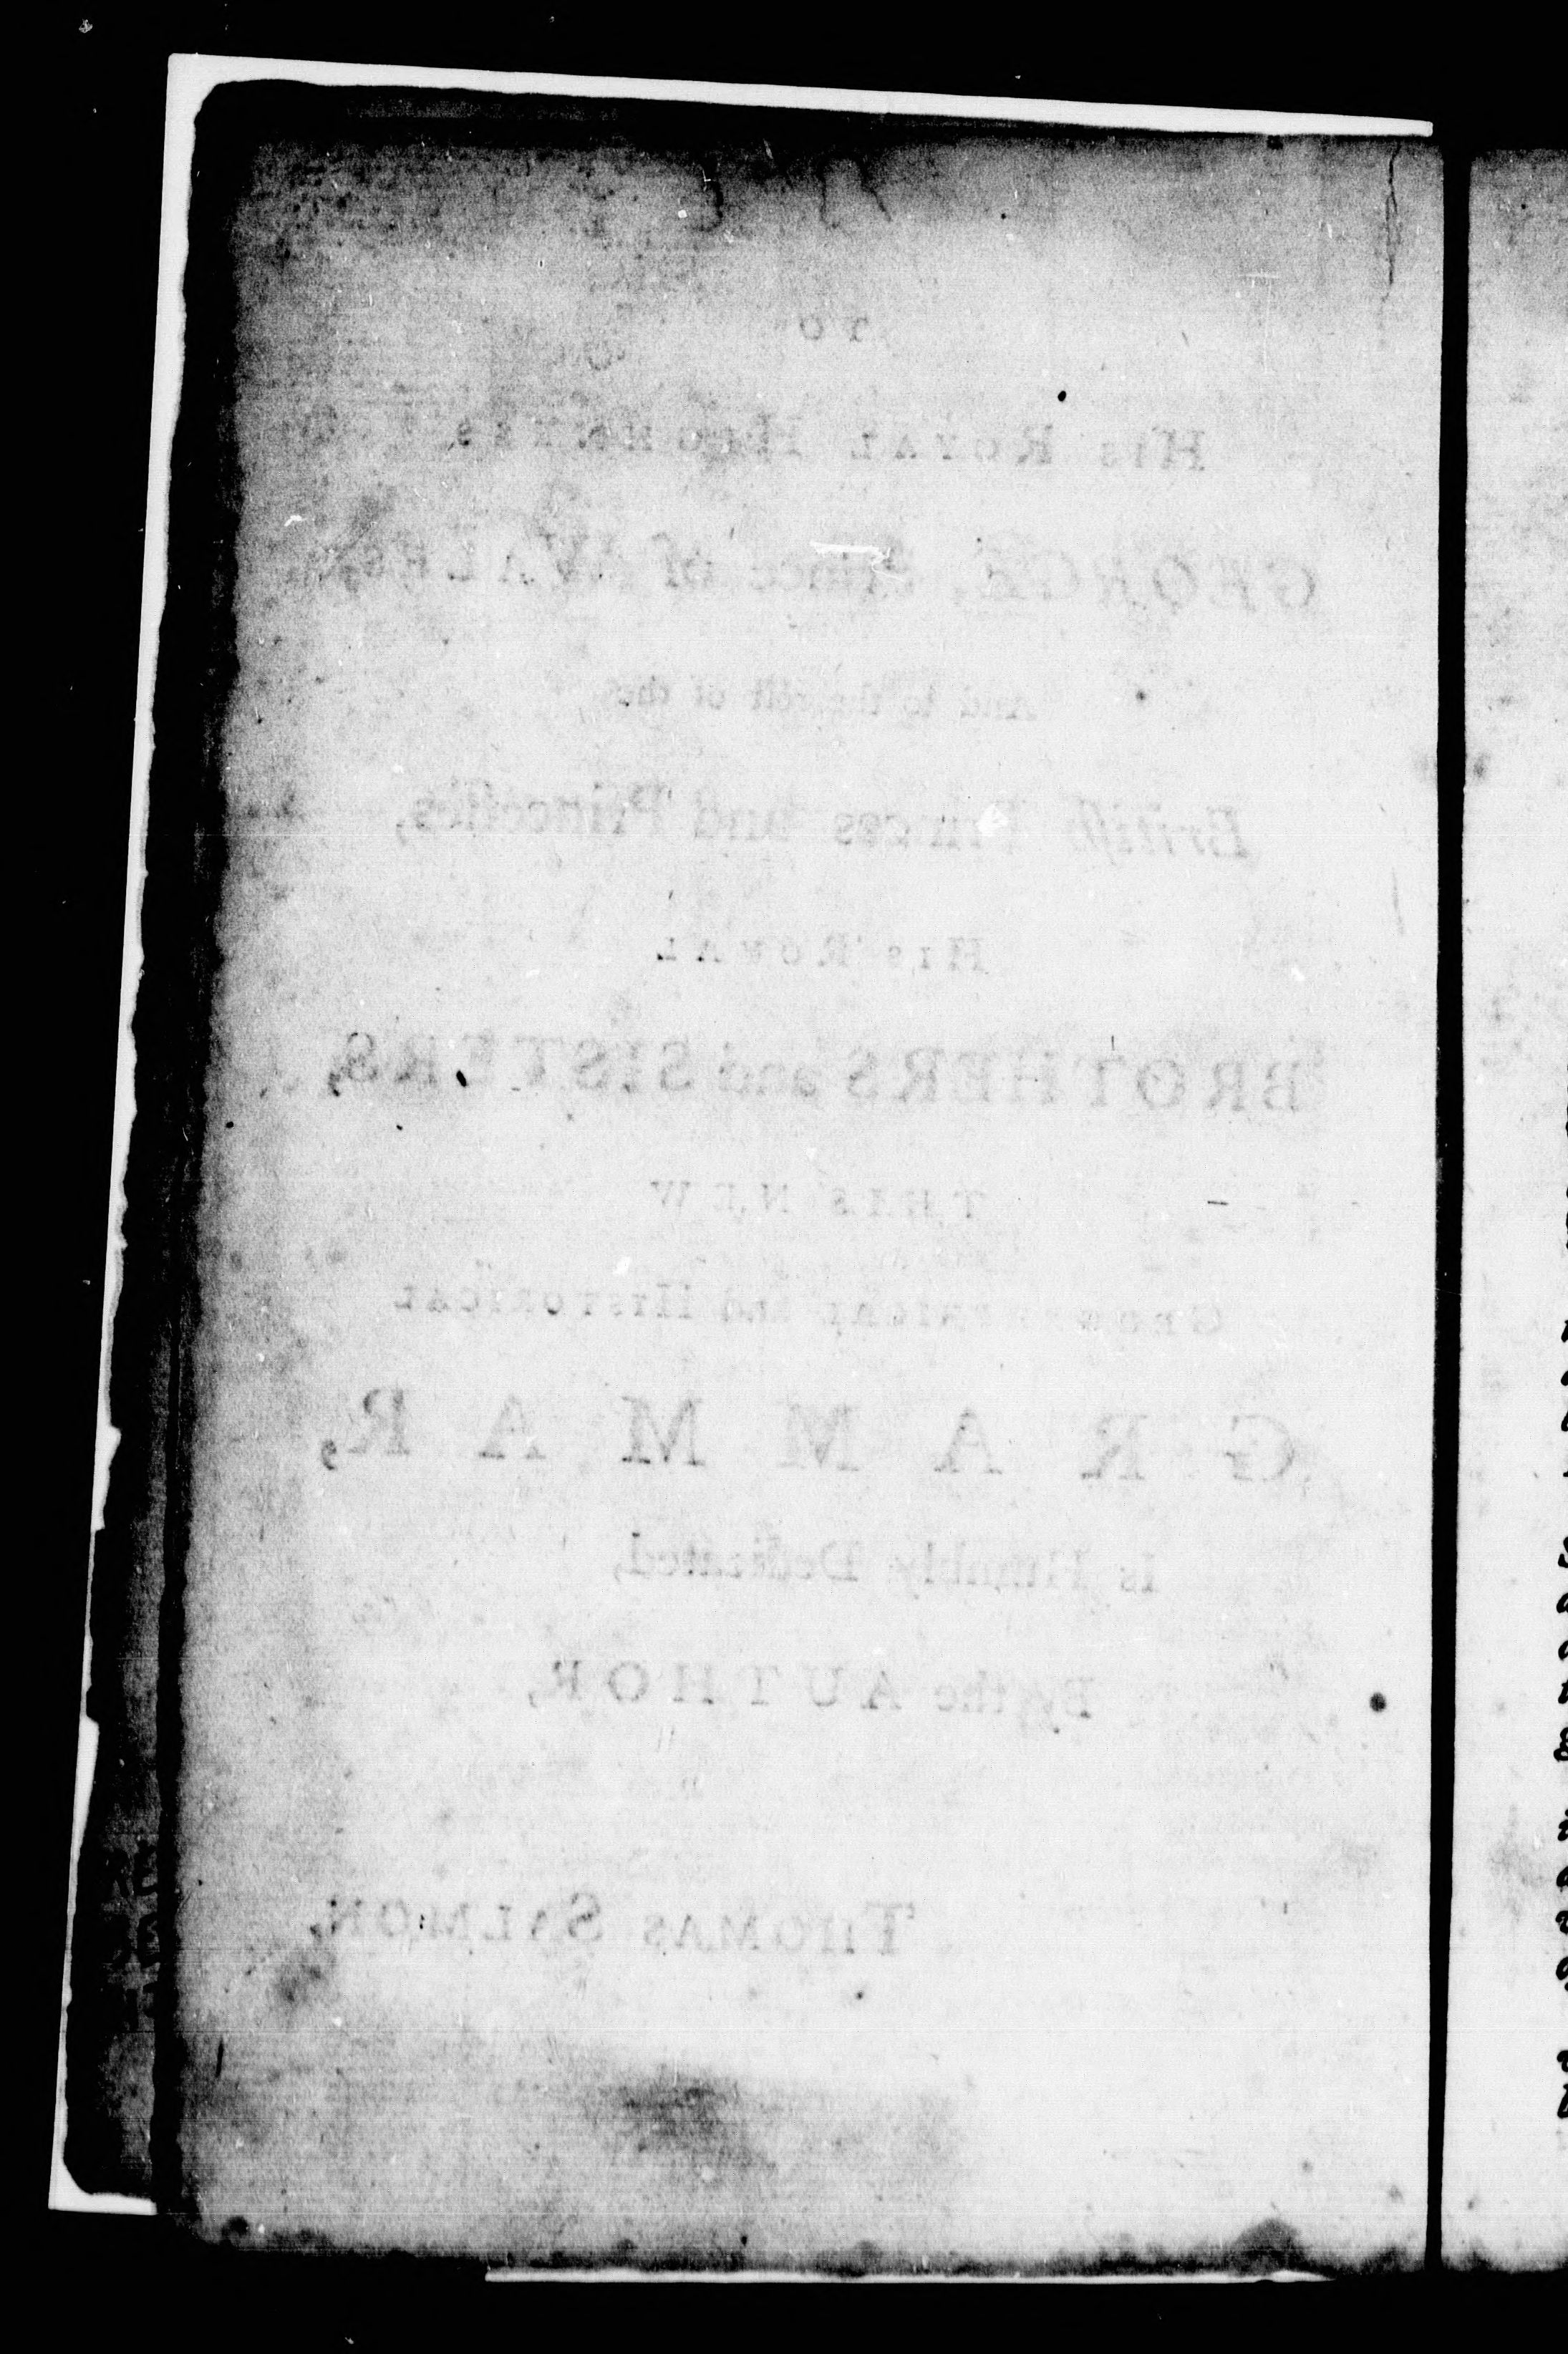 TO
HIS ROYAL HIGHNESS
GEORGE, Prince of WALES,
And to the rest of the
British Princes and Princesses,
HIS ROYAL
BROTHERS and SISTERS,
THIS NEW
GEOGRAPHICAL and HISTORICAL
GRAMMAR,
Is Humbly Dedicated,
By the AUTHOR,
THOMAS SALMON.